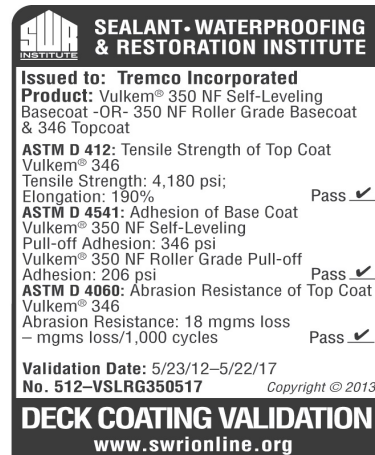 SWR
INSTITUTE
SEALANT • WATERPROOFING
& RESTORATION INSTITUTE
Issued to: Tremco Incorporated
Product: Vulkem® 350 NF Self-Leveling
Basecoat -OR- 350 NF Roller Grade Basecoat
& 346 Topcoat
ASTM D 412: Tensile Strength of Top Coat
Vulkem® 346
Tensile Strength: 4,180 psi;
Elongation: 190% Pass ✔
ASTM D 4541: Adhesion of Base Coat
Vulkem® 350 NF Self-Leveling
Pull-off Adhesion: 346 psi
Vulkem® 350 NF Roller Grade Pull-off
Adhesion: 206 psi Pass ✔
ASTM D 4060: Abrasion Resistance of Top Coat
Vulkem® 346
Abrasion Resistance: 18 mgms loss
– mgms loss/1,000 cycles Pass ✔
Validation Date: 5/23/12–5/22/17
No. 512–VSLRG350517 Copyright © 2013
DECK COATING VALIDATION
www.swrionline.org